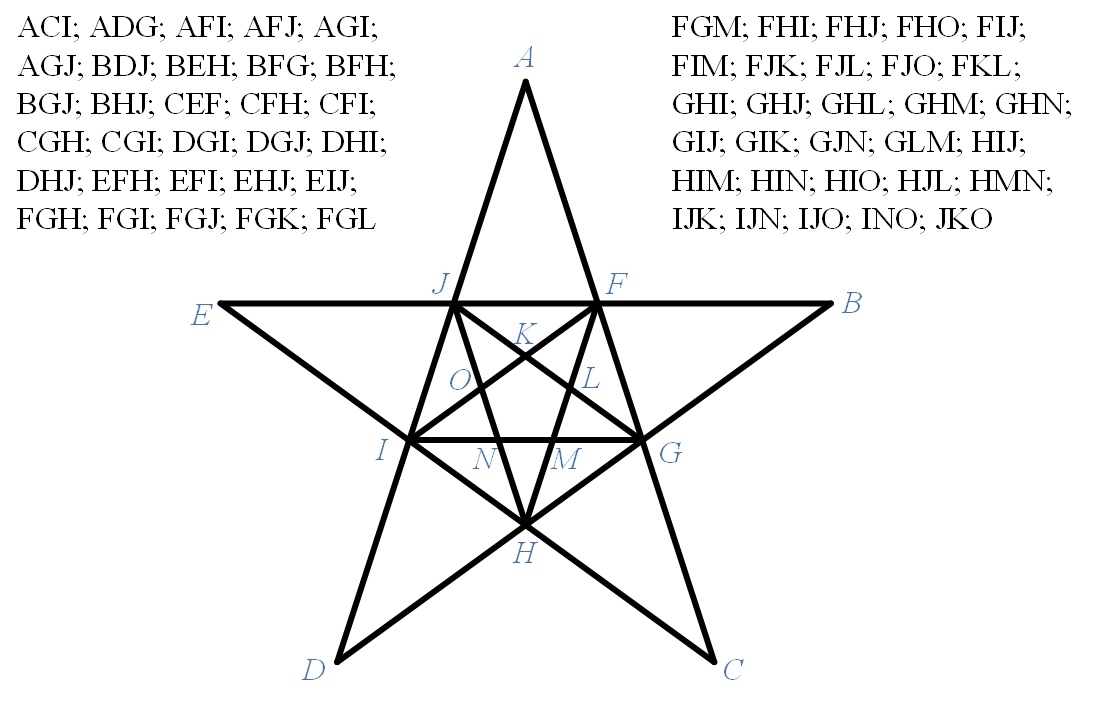 ACI; ADG; AFI; AFJ; AGI;
AGJ; BDJ; BEH; BFG; BFH;
BGJ; BHJ; CEF; CFH; CFI;
CGH; CGI; DGI; DGJ; DHI;
DHJ; EFH; EFI; EHJ; EIJ;
FGH; FGI; FGJ; FGK; FGL
FGM; FHI; FHJ; FHO; FIJ;
FIM; FJK; FJL; FJO; FKL;
GHI; GHJ; GHL; GHM; GHN;
GIJ; GIK; GJN; GLM; HIJ;
HIM; HIN; HIO; HJL; HMN;
IJK; IJN; IJO; INO; JKO
A
J
F
E
B
K
O
L
I
N
M
G
H
D
C